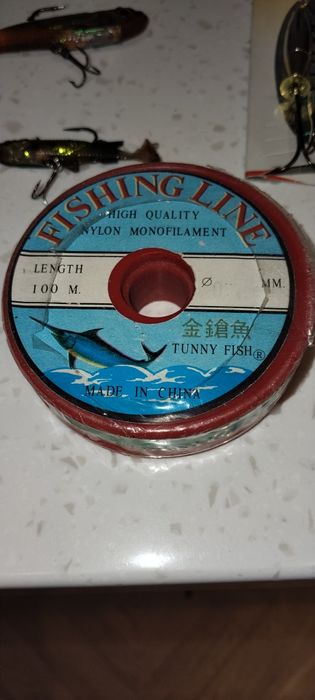 FISHING LINE
HIGH QUALITY
NYLON MONOFILAMENT
LENGTH
100 M.
Ø MM.
金鎗魚
TUNNY FISH®
MADE IN CHINA